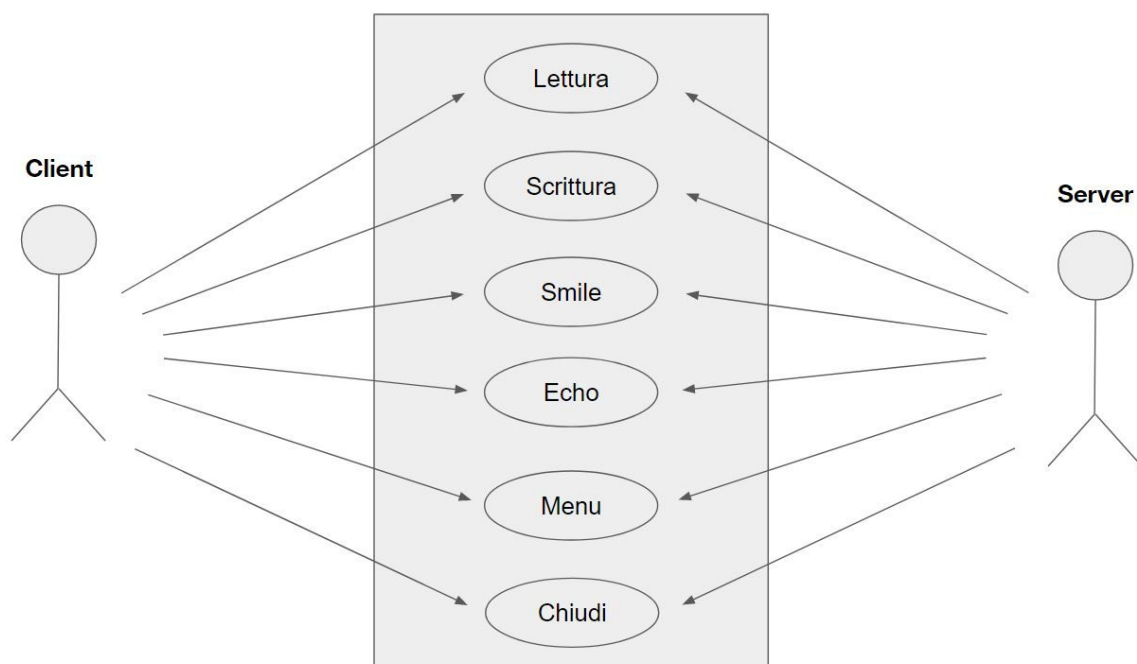 Lettura
Client
Scrittura
Server
Smile
Echo
Menu
Chiudi